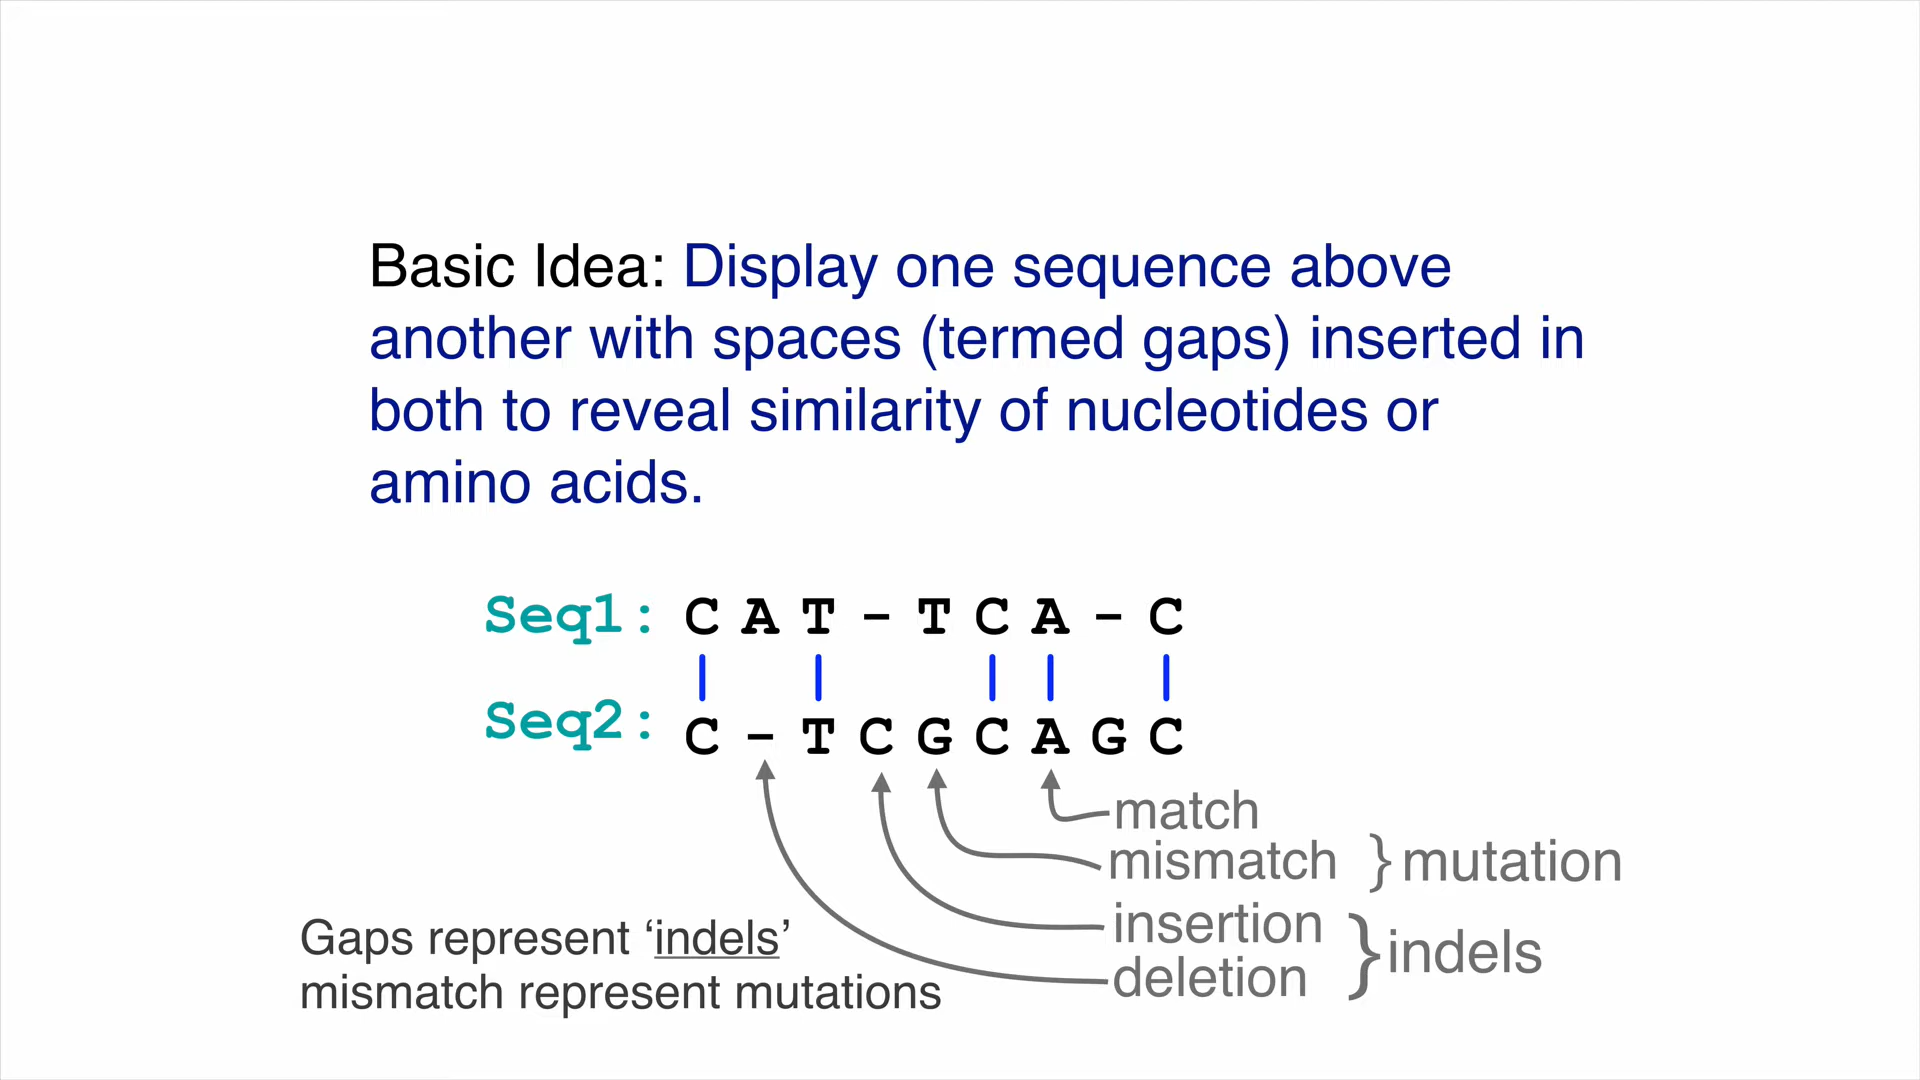 Basic Idea: Display one sequence above
another with spaces (termed gaps) inserted in
both to reveal similarity of nucleotides or
amino acids.
Seq1: C A T - T C A - C
Seq2: C - T C G C A G C
match
mismatch } mutation
insertion
deletion } indels
Gaps represent ‘indels’
mismatch represent mutations